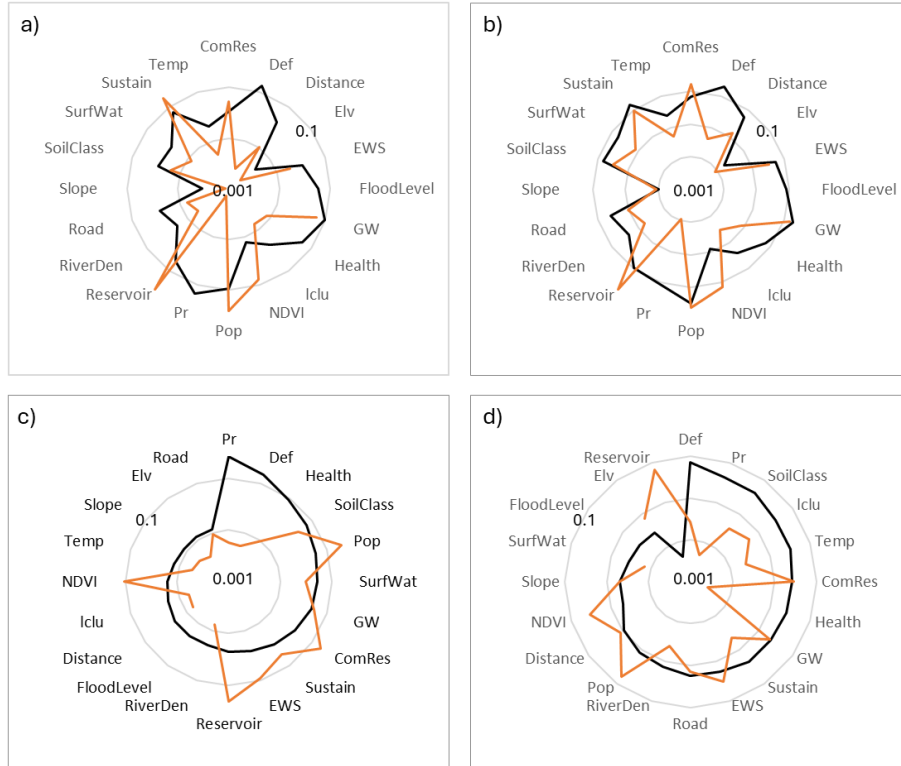 a)
ComRes
Def
Distance
Elv
EWS
FloodLevel
GW
Health
lclu
NDVI
Pop
Pr
Reservoir
RiverDen
Road
Slope
SoilClass
SurfWat
Sustain
Temp
0.1
0.001
b)
ComRes
Def
Distance
Elv
EWS
FloodLevel
GW
Health
lclu
NDVI
Pop
Pr
Reservoir
RiverDen
Road
Slope
SoilClass
SurfWat
Sustain
Temp
0.1
0.001
c)
Pr
Def
Health
SoilClass
Pop
SurfWat
GW
ComRes
Sustain
EWS
Reservoir
RiverDen
FloodLevel
Distance
lclu
NDVI
Temp
Slope
Elv
Road
0.1
0.001
d)
Def
Pr
SoilClass
lclu
Temp
ComRes
Health
GW
Sustain
EWS
Road
RiverDen
Pop
Distance
NDVI
Slope
SurfWat
FloodLevel
Elv
Reservoir
0.1
0.001